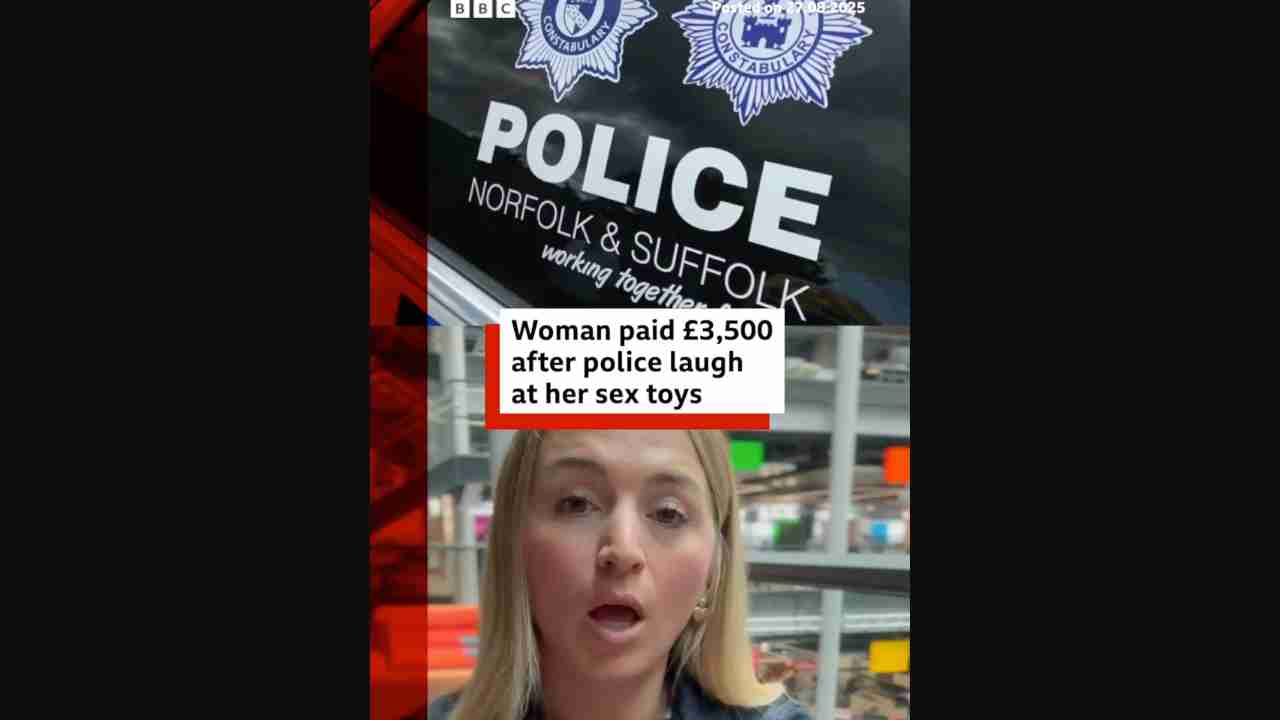 BBC
Posted on 27-08-2025
CONSTABULARY
CONSTABULARY
POLICE
NORFOLK & SUFFOLK
working together
Woman paid £3,500
after police laugh
at her sex toys